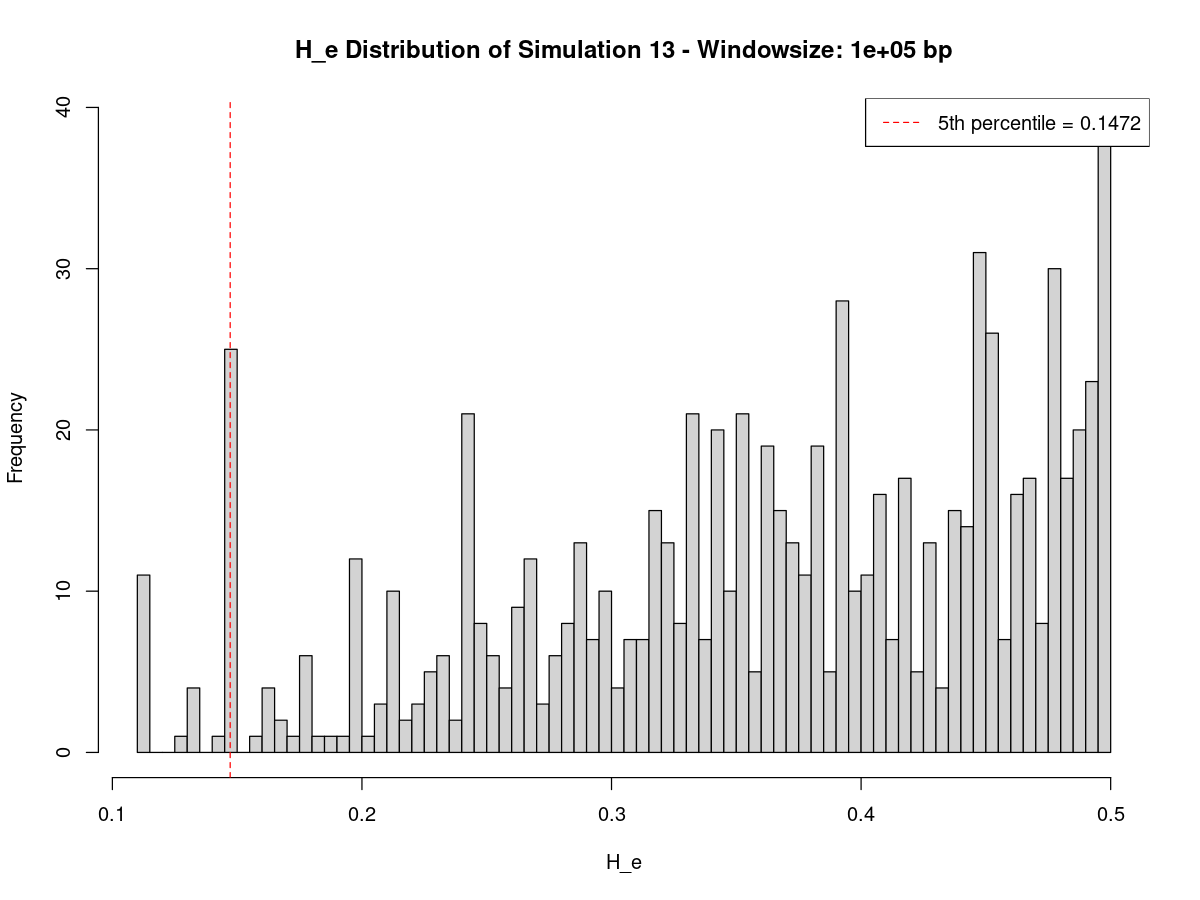 H_e Distribution of Simulation 13 - Windowsize: 1e+05 bp
5th percentile = 0.1472
Frequency
40
30
20
10
0
0.1 0.2 0.3 0.4 0.5
H_e